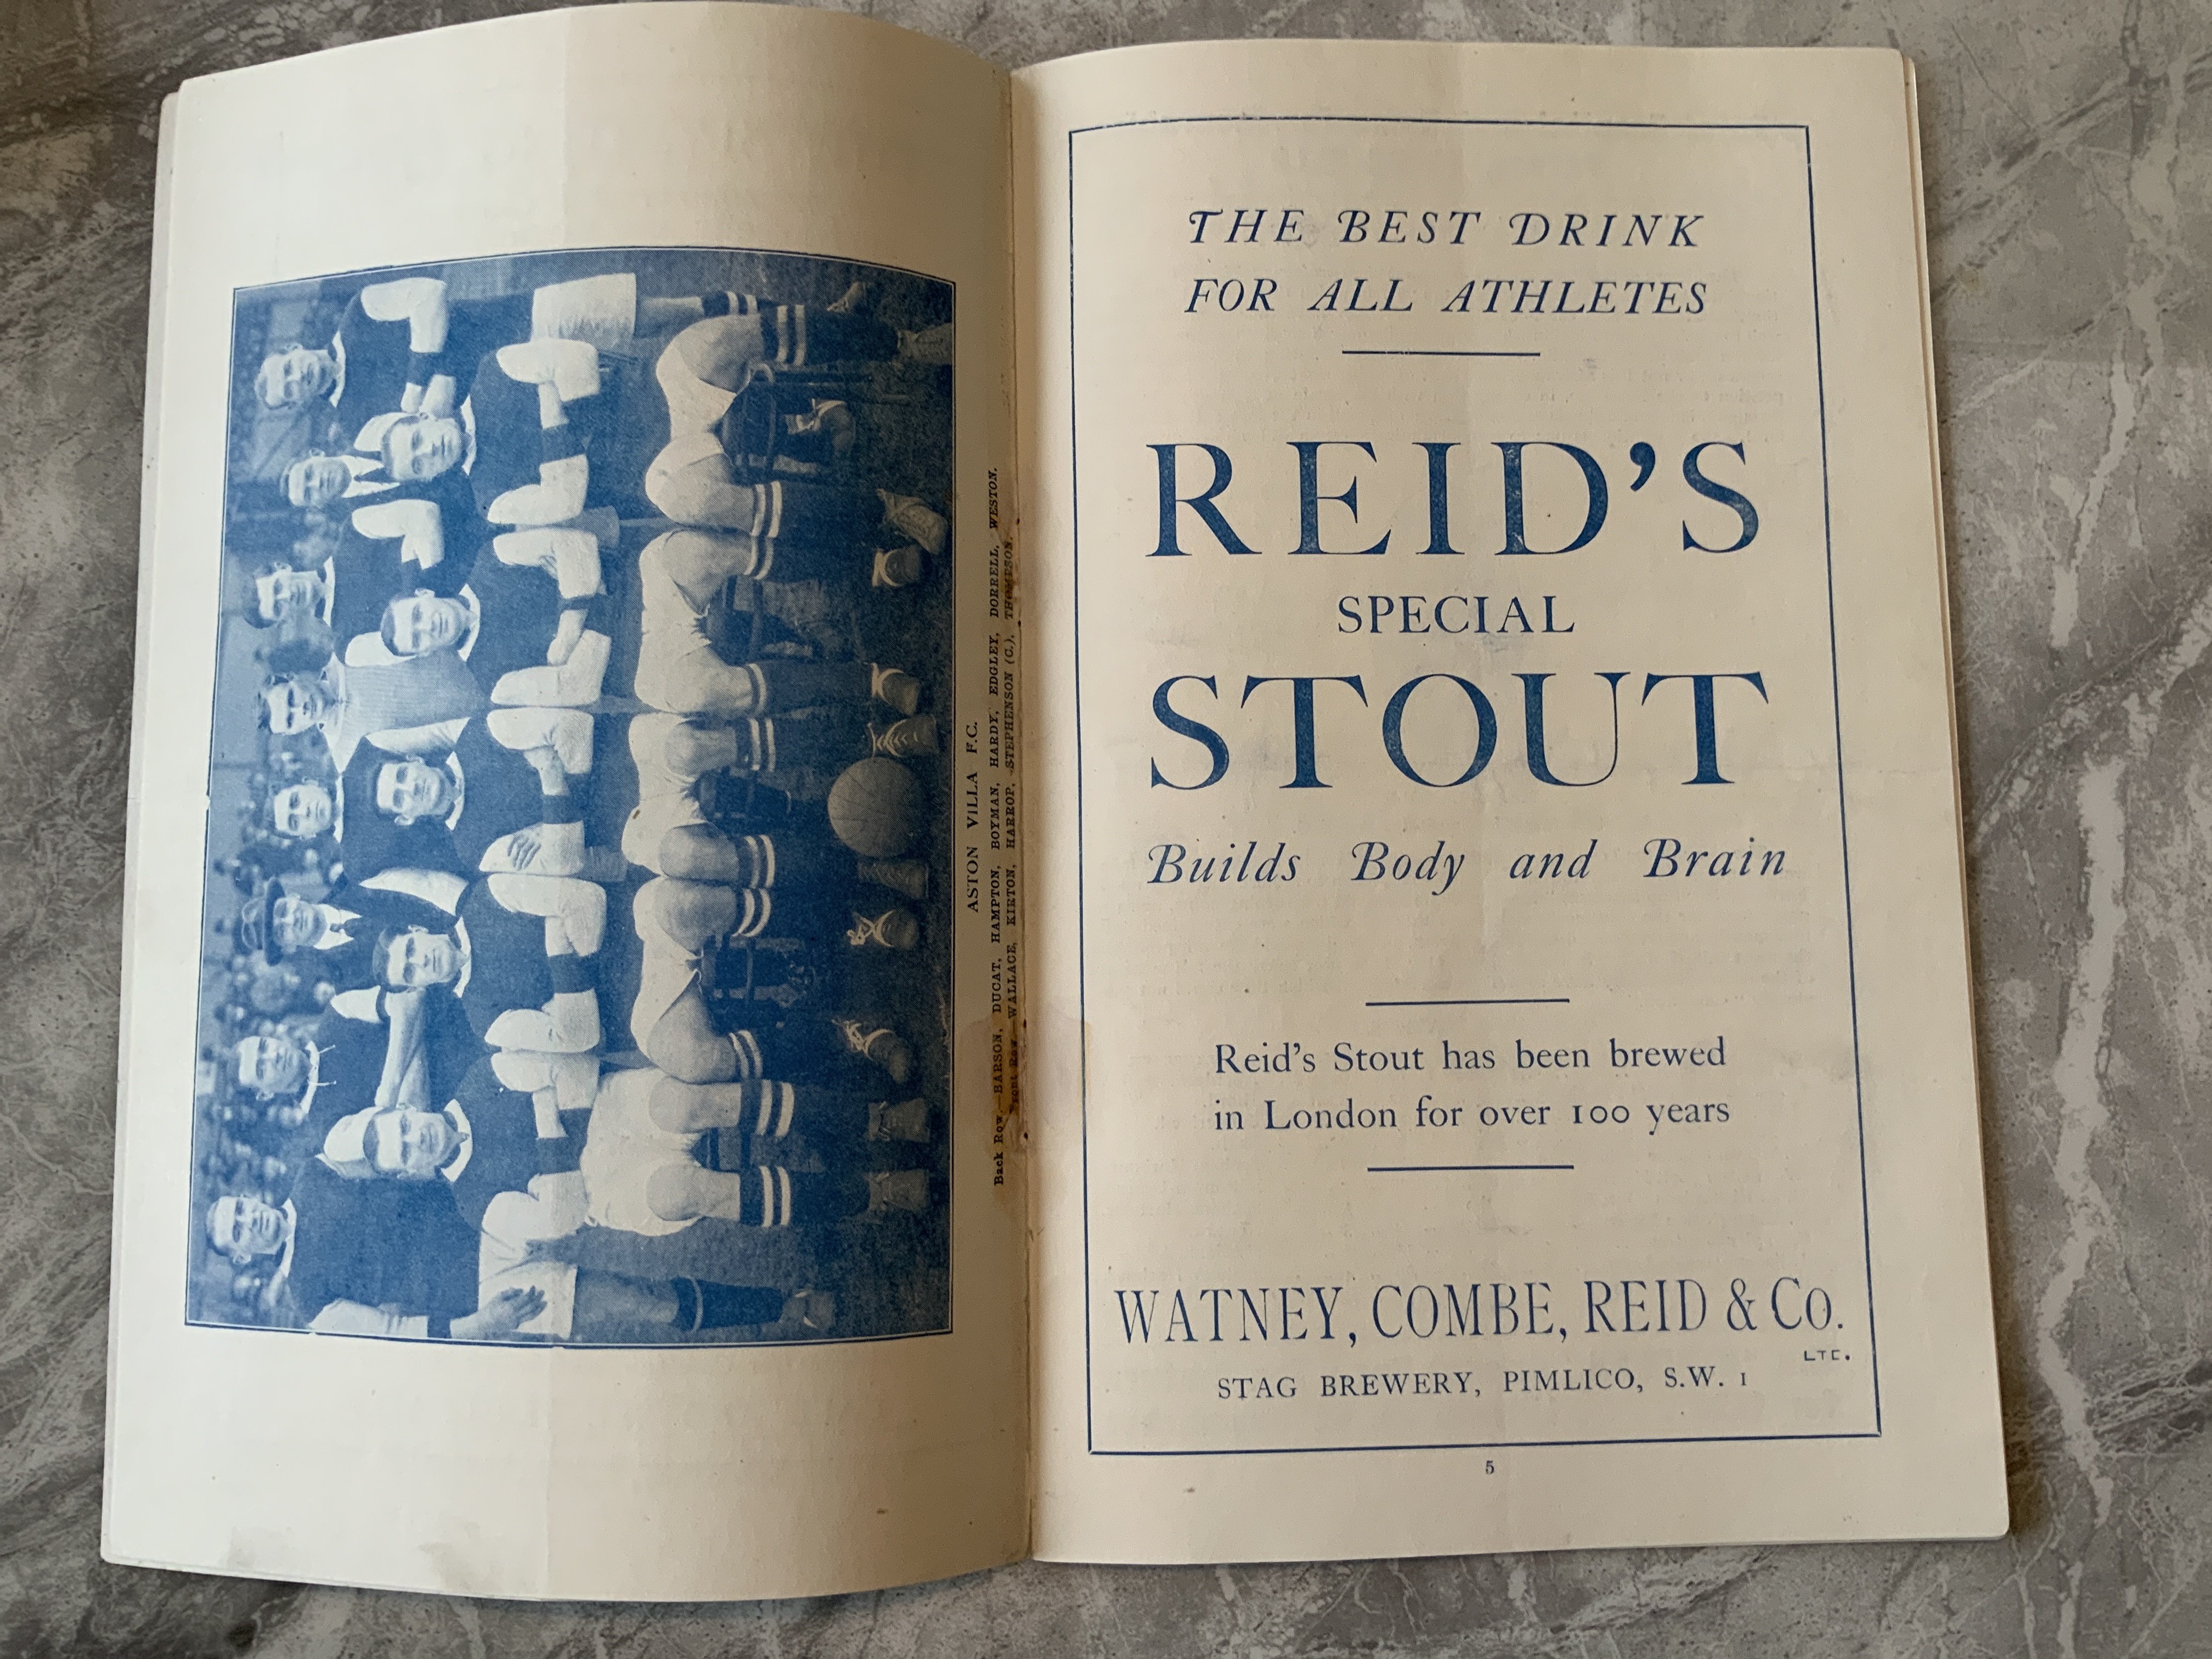 ASTON VILLA F.C.
Back Row—BARSON, DUCAT, HAMPTON, BOYMAN, HARDY, EDGLEY, DORRELL, WESTON.
Front Row—WALLACE, KIRTON, HARROP, STEPHENSON (C.), THOMPSON.
THE BEST DRINK
FOR ALL ATHLETES
REID'S
SPECIAL
STOUT
Builds Body and Brain
Reid's Stout has been brewed
in London for over 100 years
WATNEY, COMBE, REID & Co.
LTD.
STAG BREWERY, PIMLICO, S.W. 1
5